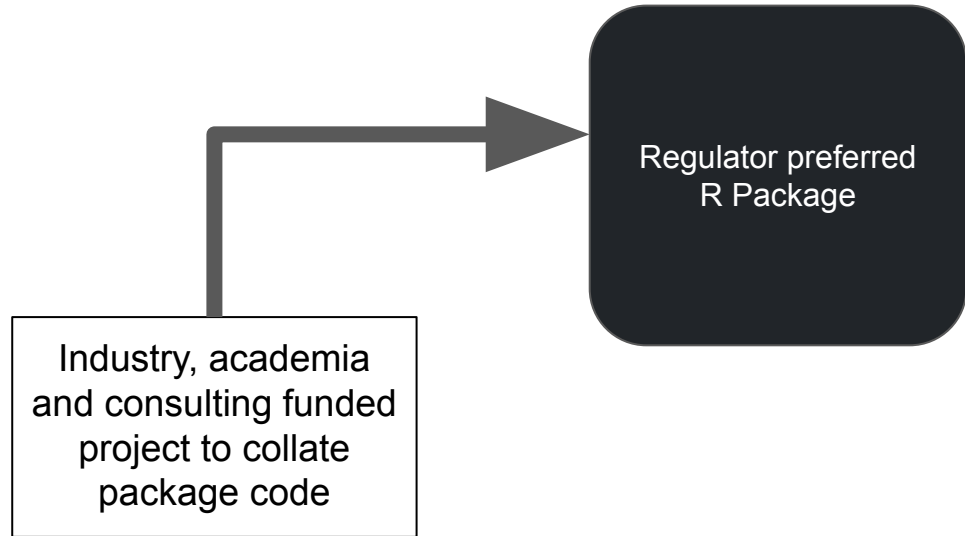 Regulator preferred
R Package
Industry, academia
and consulting funded
project to collate
package code